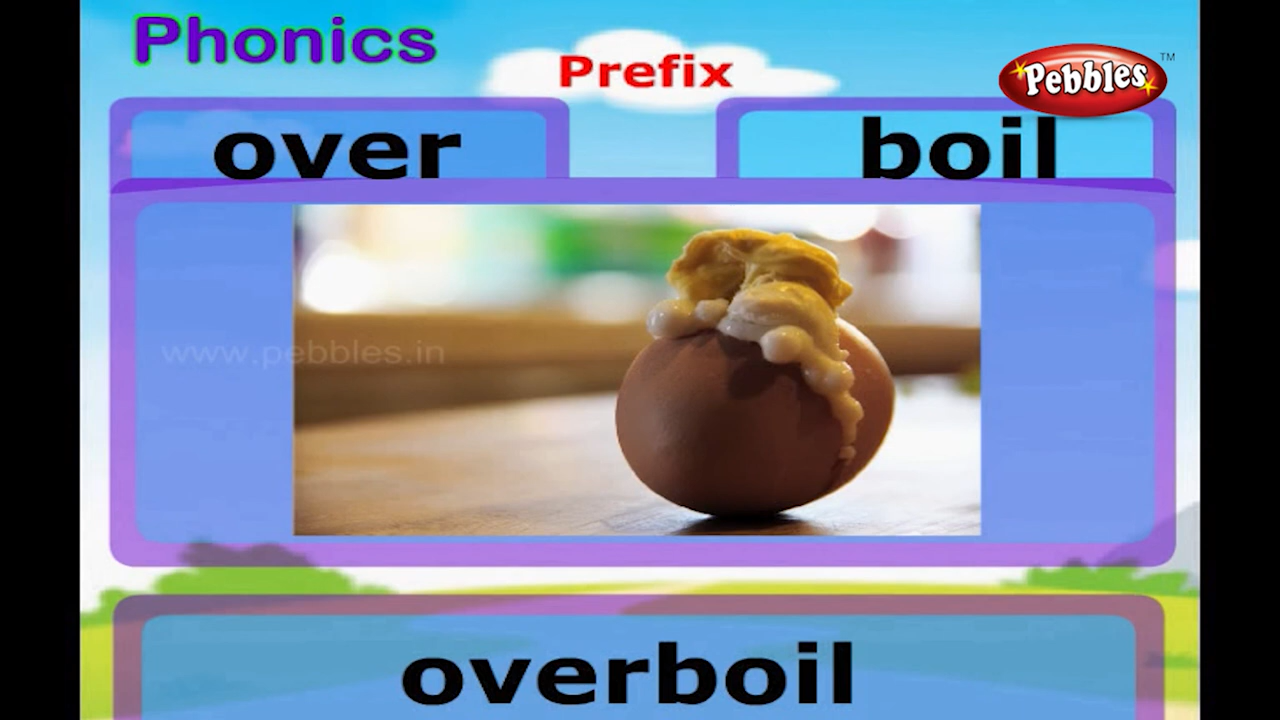 Phonics
Prefix
Pebbles TM
over
boil
www.pebbles.in
overboil